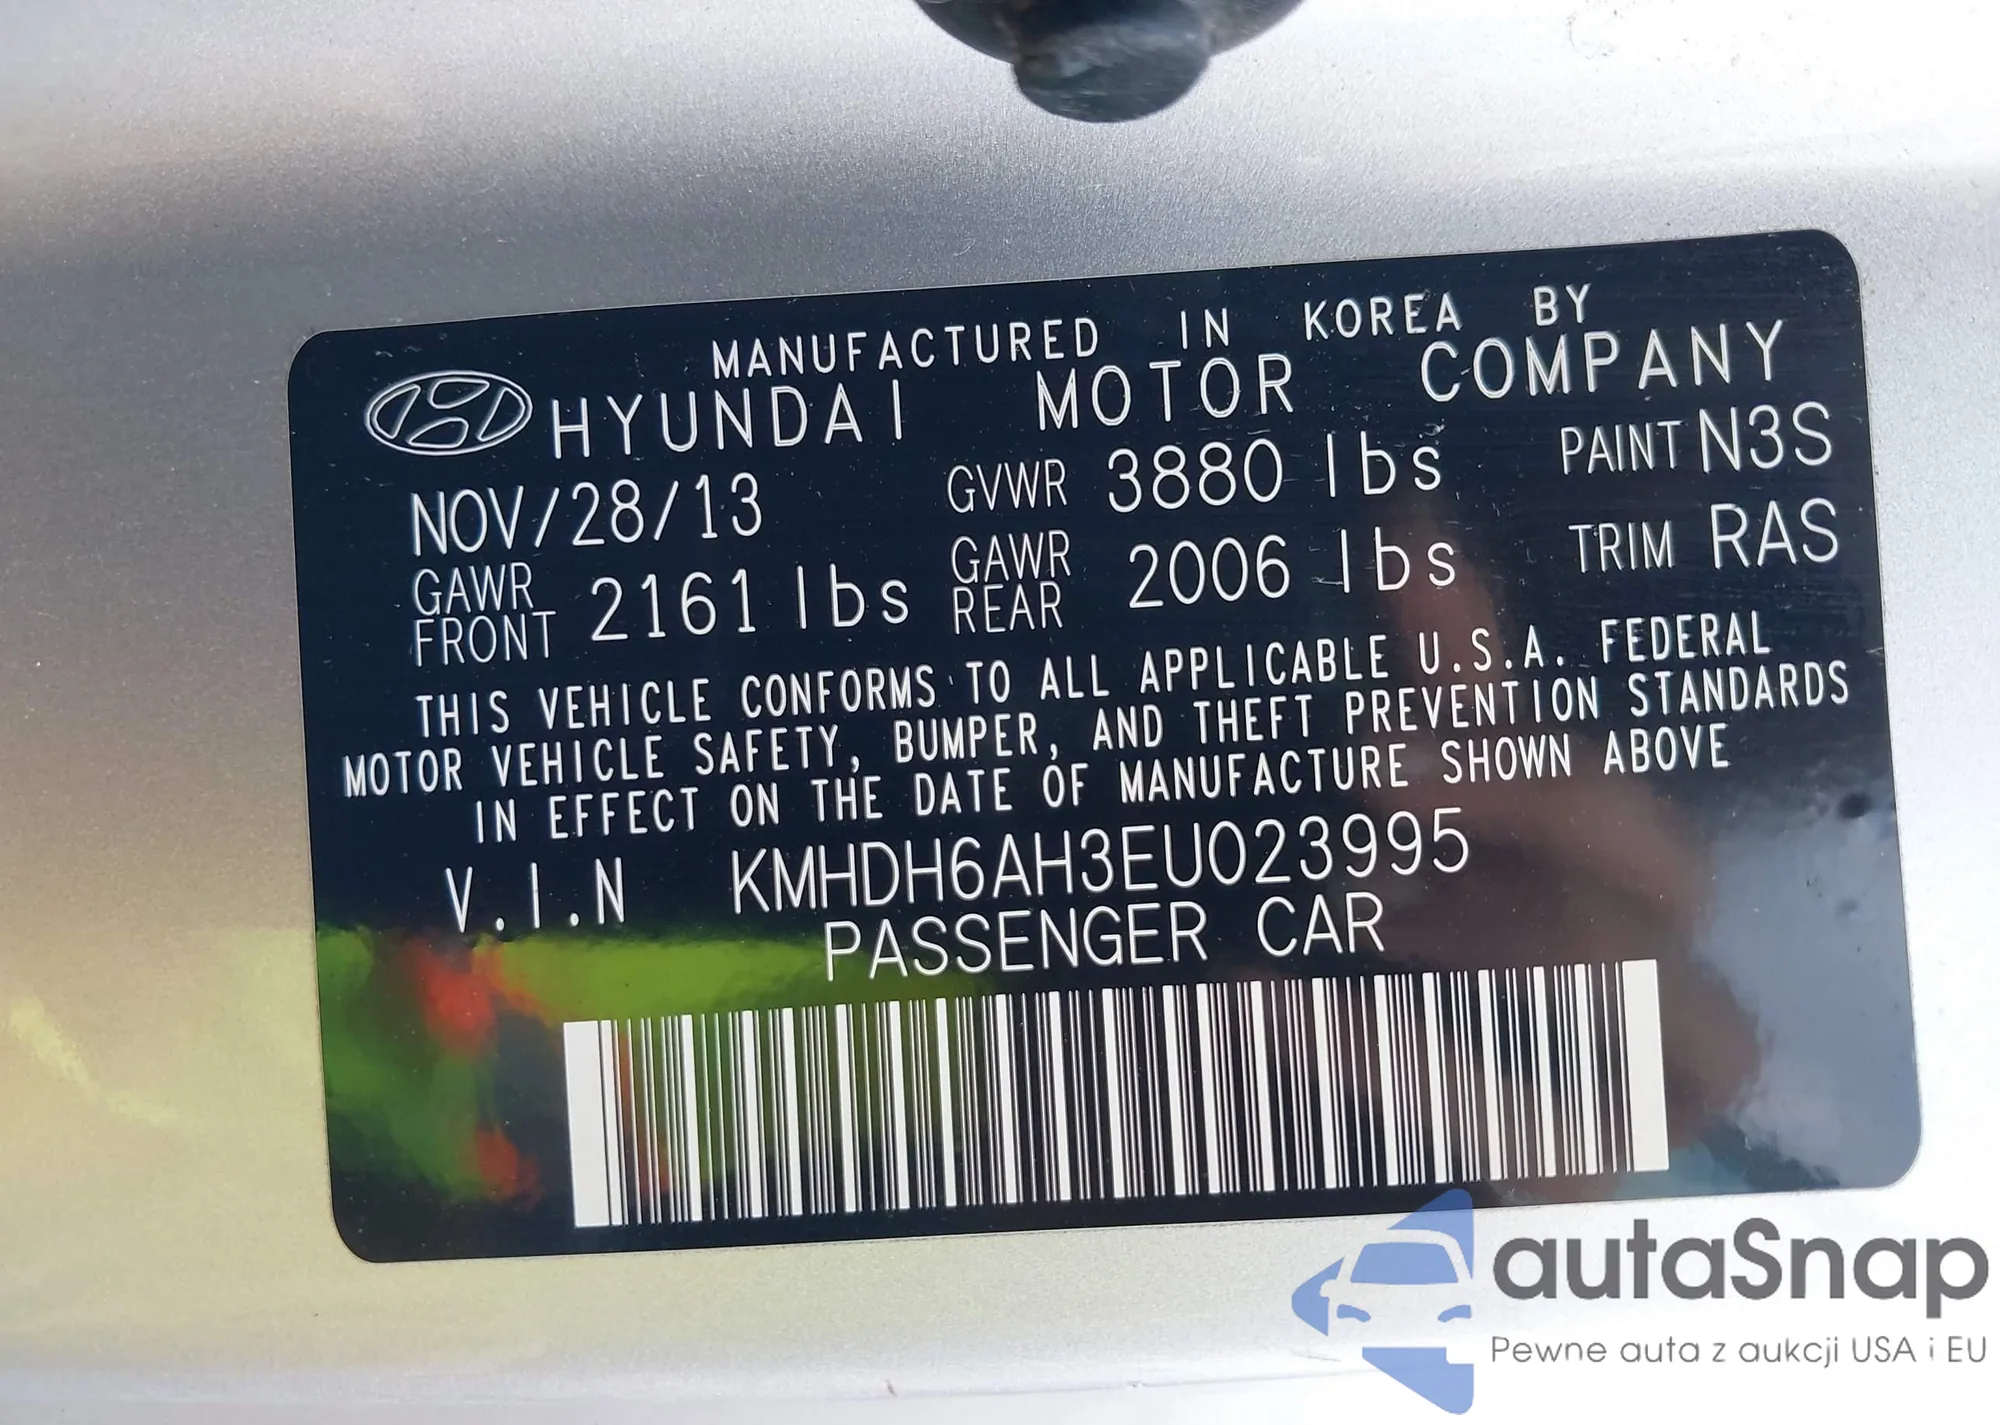 MANUFACTURED IN KOREA BY
HYUNDAI MOTOR COMPANY
NOV/28/13 GVWR 3880 lbs PAINT N3S
GAWR FRONT 2161 lbs GAWR REAR 2006 lbs TRIM RAS
THIS VEHICLE CONFORMS TO ALL APPLICABLE U.S.A. FEDERAL
MOTOR VEHICLE SAFETY, BUMPER, AND THEFT PREVENTION STANDARDS
IN EFFECT ON THE DATE OF MANUFACTURE SHOWN ABOVE
V.I.N KMHDH6AH3EU023995
PASSENGER CAR
autaSnap
Pewne auta z aukcji USA i EU